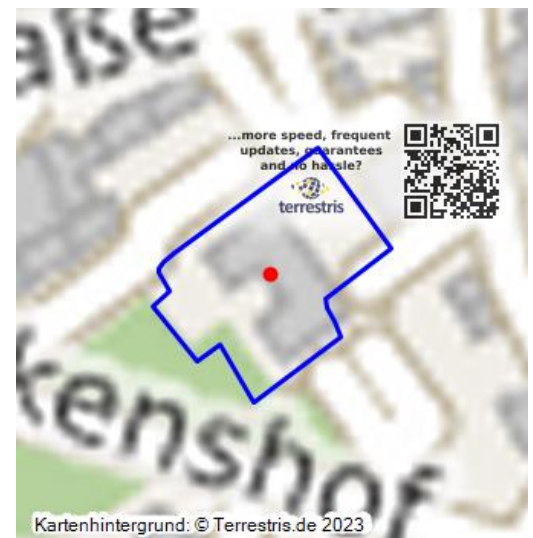 aße
...more speed, frequent
updates, guarantees
and no hassle?
terrestris
kenshof
Kartenhintergrund: © Terrestris.de 2023